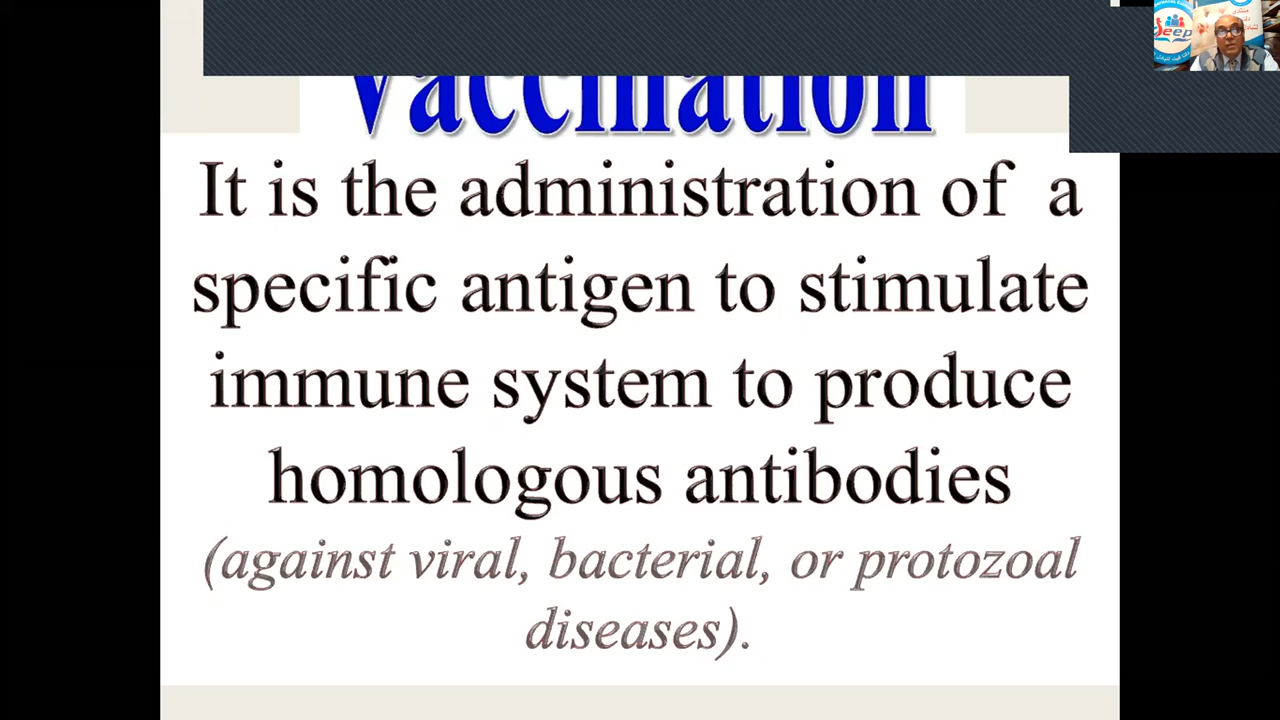 Vaccination
It is the administration of a
specific antigen to stimulate
immune system to produce
homologous antibodies
(against viral, bacterial, or protozoal
diseases).